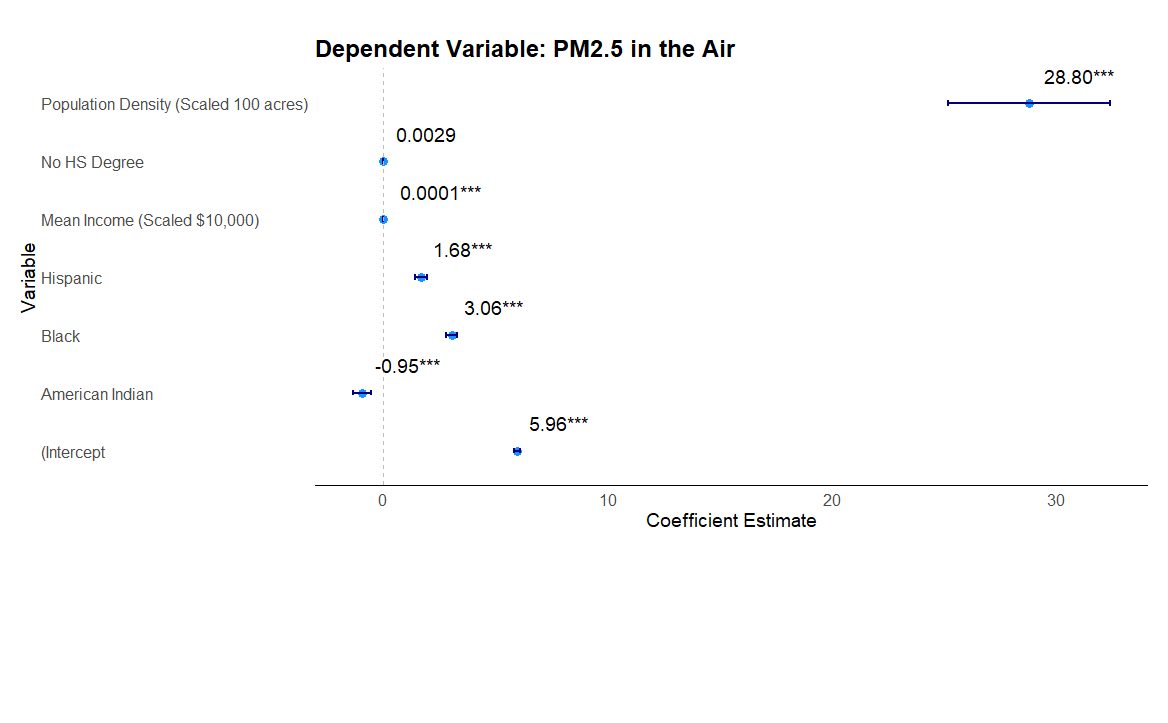 Dependent Variable: PM2.5 in the Air
Population Density (Scaled 100 acres)
28.80***
No HS Degree
0.0029
Mean Income (Scaled $10,000)
0.0001***
Hispanic
1.68***
Black
3.06***
American Indian
-0.95***
(Intercept
5.96***
Variable
0 10 20 30
Coefficient Estimate